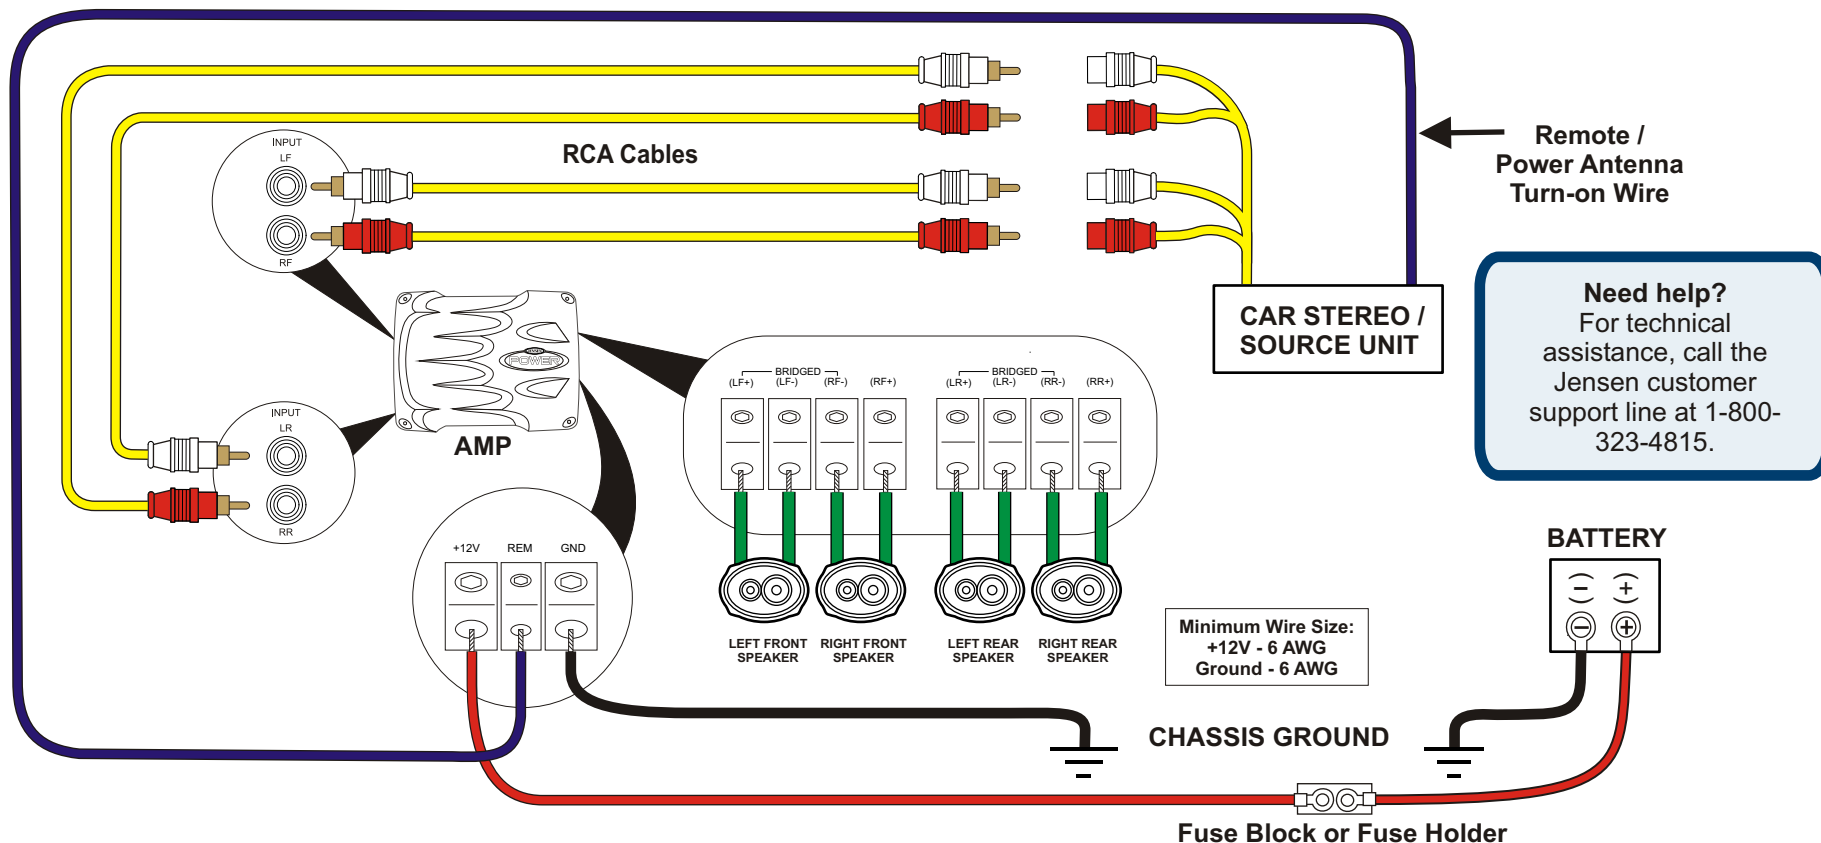 INPUT
LF
RF
RCA Cables
Remote /
Power Antenna
Turn-on Wire
CAR STEREO /
SOURCE UNIT
Need help?
For technical
assistance, call the
Jensen customer
support line at 1-800-
323-4815.
POWER
AMP
INPUT
LR
RR
BRIDGED
(LF+) (LF-) (RF-) (RF+)
BRIDGED
(LR+) (LR-) (RR-) (RR+)
LEFT FRONT
SPEAKER
RIGHT FRONT
SPEAKER
LEFT REAR
SPEAKER
RIGHT REAR
SPEAKER
+12V REM GND
Minimum Wire Size:
+12V - 6 AWG
Ground - 6 AWG
BATTERY
(-) (+)
CHASSIS GROUND
Fuse Block or Fuse Holder